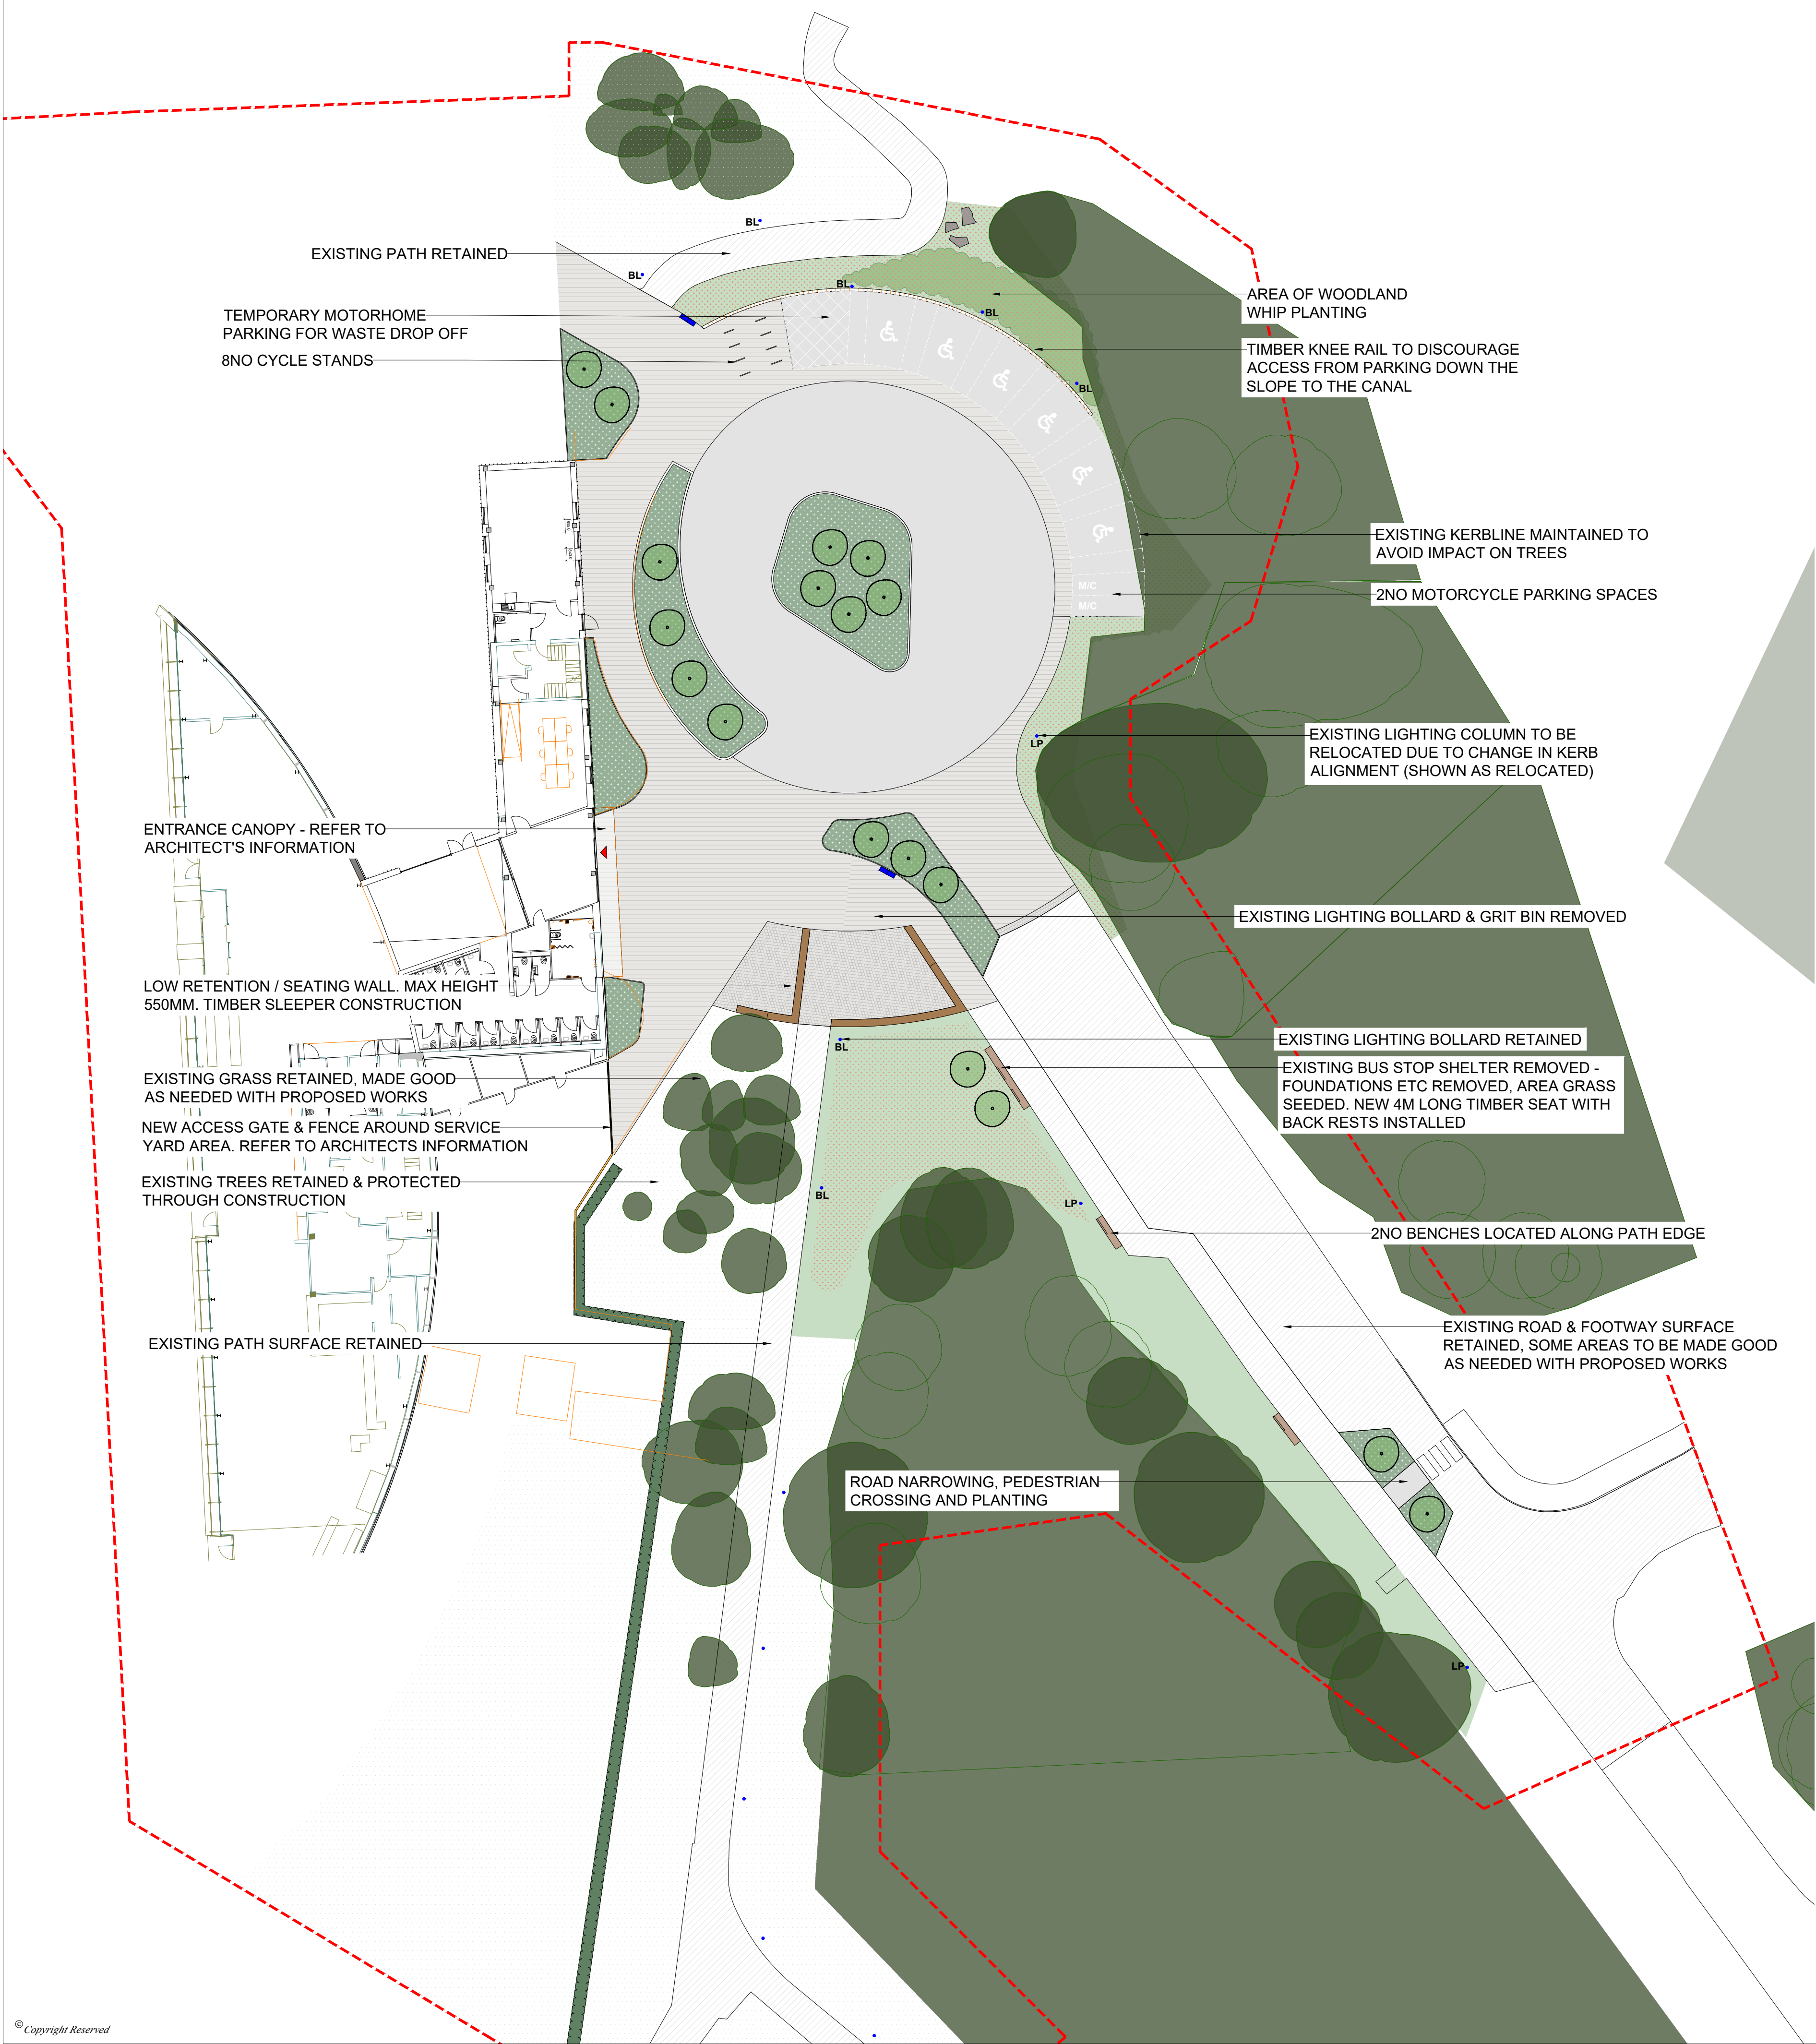 BL
EXISTING PATH RETAINED
BL
BL
AREA OF WOODLAND
WHIP PLANTING
TEMPORARY MOTORHOME
PARKING FOR WASTE DROP OFF
BL
8NO CYCLE STANDS
TIMBER KNEE RAIL TO DISCOURAGE
ACCESS FROM PARKING DOWN THE
SLOPE TO THE CANAL
BL
EXISTING KERBLINE MAINTAINED TO
AVOID IMPACT ON TREES
M/C
M/C
2NO MOTORCYCLE PARKING SPACES
LP
EXISTING LIGHTING COLUMN TO BE
RELOCATED DUE TO CHANGE IN KERB
ALIGNMENT (SHOWN AS RELOCATED)
ENTRANCE CANOPY - REFER TO
ARCHITECT'S INFORMATION
EXISTING LIGHTING BOLLARD & GRIT BIN REMOVED
LOW RETENTION / SEATING WALL. MAX HEIGHT
550MM. TIMBER SLEEPER CONSTRUCTION
BL
EXISTING LIGHTING BOLLARD RETAINED
EXISTING BUS STOP SHELTER REMOVED -
FOUNDATIONS ETC REMOVED, AREA GRASS
SEEDED. NEW 4M LONG TIMBER SEAT WITH
BACK RESTS INSTALLED
EXISTING GRASS RETAINED, MADE GOOD
AS NEEDED WITH PROPOSED WORKS
NEW ACCESS GATE & FENCE AROUND SERVICE
YARD AREA. REFER TO ARCHITECTS INFORMATION
EXISTING TREES RETAINED & PROTECTED
THROUGH CONSTRUCTION
BL
LP
2NO BENCHES LOCATED ALONG PATH EDGE
EXISTING PATH SURFACE RETAINED
EXISTING ROAD & FOOTWAY SURFACE
RETAINED, SOME AREAS TO BE MADE GOOD
AS NEEDED WITH PROPOSED WORKS
ROAD NARROWING, PEDESTRIAN
CROSSING AND PLANTING
LP
© Copyright Reserved